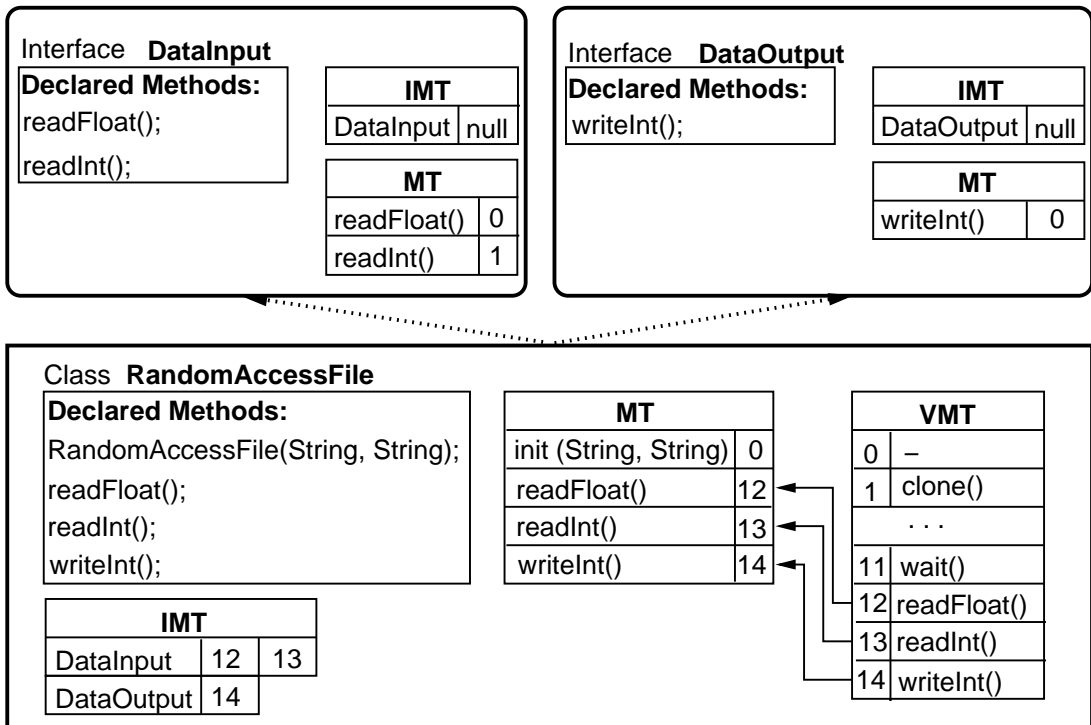 Interface DataInput
Declared Methods:
readFloat();
readInt();
IMT
DataInput null
MT
readFloat() 0
readInt() 1
Interface DataOutput
Declared Methods:
writeInt();
IMT
DataOutput null
MT
writeInt() 0
Class RandomAccessFile
Declared Methods:
RandomAccessFile(String, String);
readFloat();
readInt();
writeInt();
IMT
DataInput 12 13
DataOutput 14
MT
init (String, String) 0
readFloat() 12
readInt() 13
writeInt() 14
VMT
0 –
1 clone()
. . .
11 wait()
12 readFloat()
13 readInt()
14 writeInt()